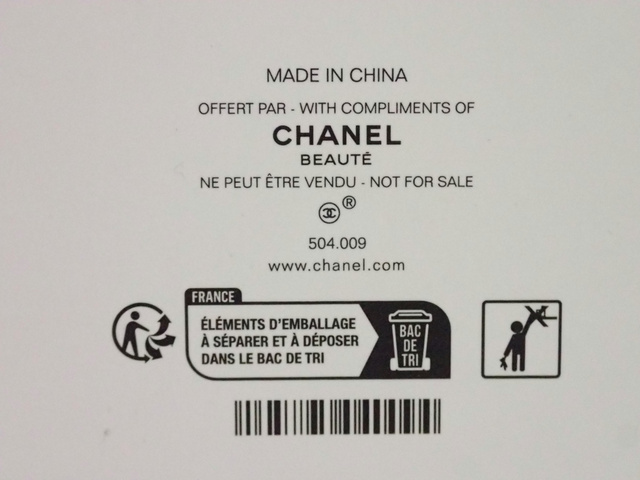 MADE IN CHINA
OFFERT PAR - WITH COMPLIMENTS OF
CHANEL
BEAUTÉ
NE PEUT ÊTRE VENDU - NOT FOR SALE
®
504.009
www.chanel.com
FRANCE
ÉLÉMENTS D'EMBALLAGE
À SÉPARER ET À DÉPOSER
DANS LE BAC DE TRI
BAC
DE
TRI